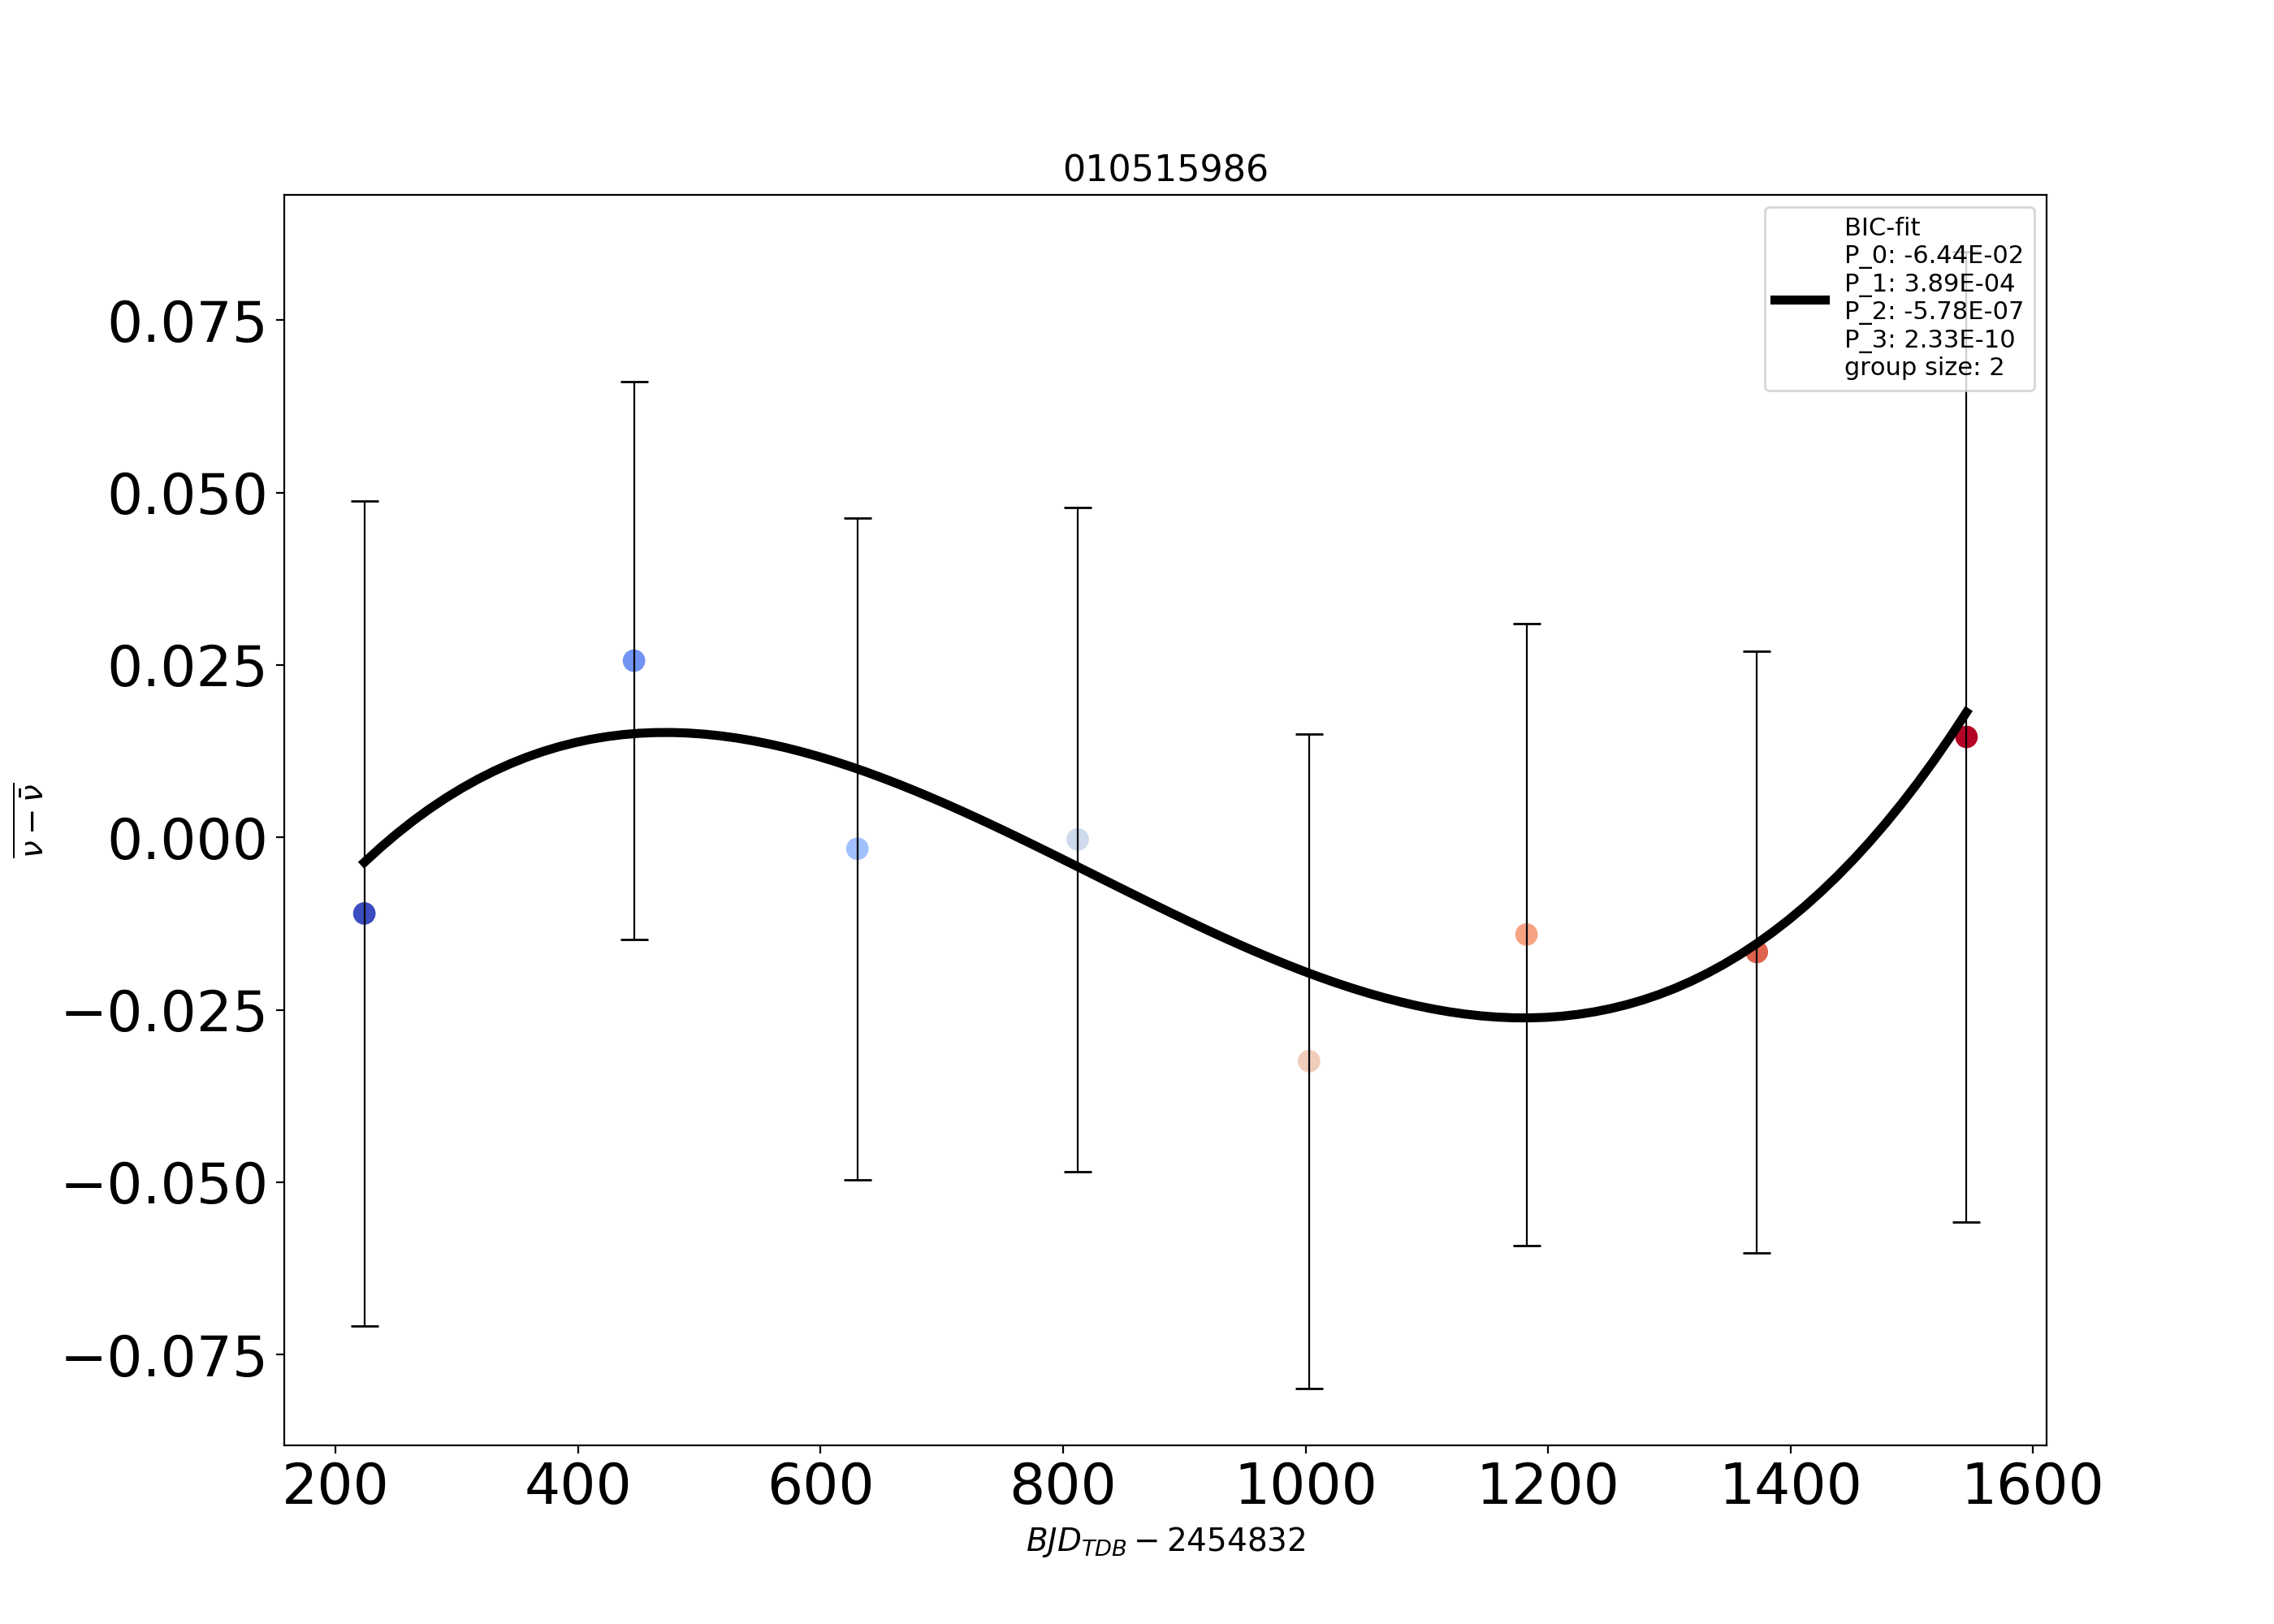 010515986
BIC-fit
P_0: -6.44E-02
P_1: 3.89E-04
P_2: -5.78E-07
P_3: 2.33E-10
group size: 2
0.075
0.050
0.025
0.000
−0.025
−0.050
−0.075
ν − ν̄
200 400 600 800 1000 1200 1400 1600
BJD_TDB − 2454832